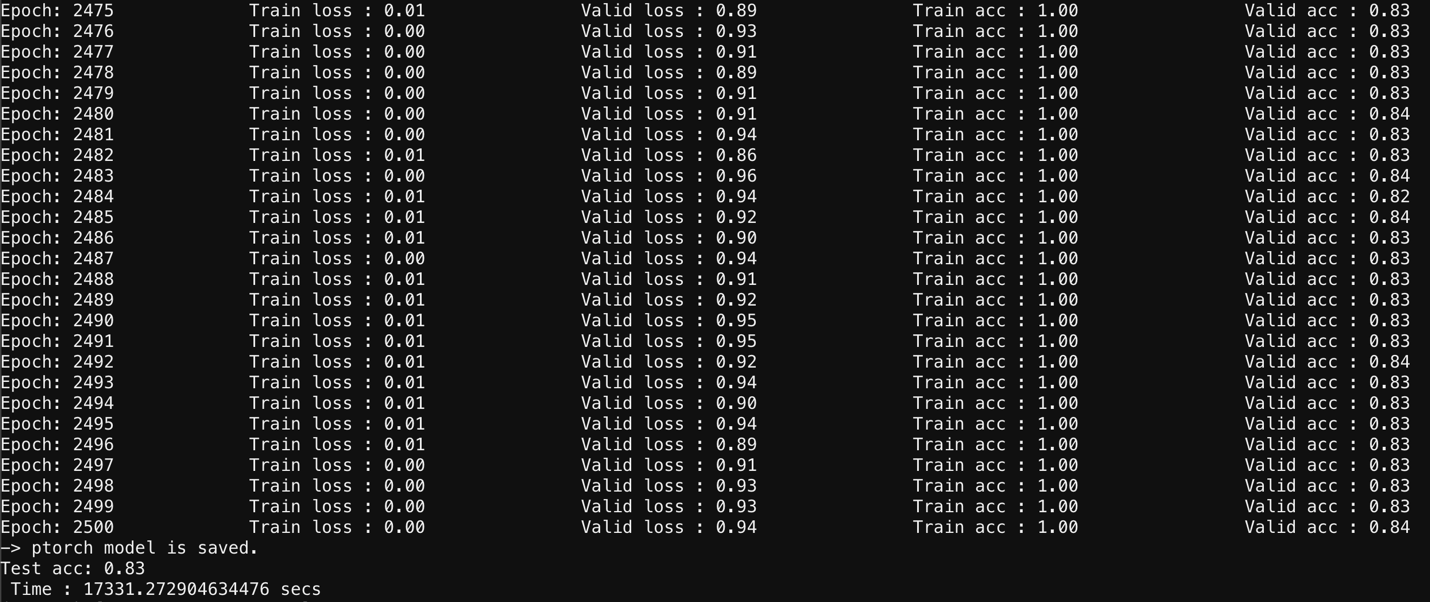 Epoch: 2475 Train loss : 0.01 Valid loss : 0.89 Train acc : 1.00 Valid acc : 0.83
Epoch: 2476 Train loss : 0.00 Valid loss : 0.93 Train acc : 1.00 Valid acc : 0.83
Epoch: 2477 Train loss : 0.00 Valid loss : 0.91 Train acc : 1.00 Valid acc : 0.83
Epoch: 2478 Train loss : 0.00 Valid loss : 0.89 Train acc : 1.00 Valid acc : 0.83
Epoch: 2479 Train loss : 0.00 Valid loss : 0.91 Train acc : 1.00 Valid acc : 0.83
Epoch: 2480 Train loss : 0.00 Valid loss : 0.91 Train acc : 1.00 Valid acc : 0.84
Epoch: 2481 Train loss : 0.00 Valid loss : 0.94 Train acc : 1.00 Valid acc : 0.83
Epoch: 2482 Train loss : 0.01 Valid loss : 0.86 Train acc : 1.00 Valid acc : 0.83
Epoch: 2483 Train loss : 0.00 Valid loss : 0.96 Train acc : 1.00 Valid acc : 0.84
Epoch: 2484 Train loss : 0.01 Valid loss : 0.94 Train acc : 1.00 Valid acc : 0.82
Epoch: 2485 Train loss : 0.01 Valid loss : 0.92 Train acc : 1.00 Valid acc : 0.84
Epoch: 2486 Train loss : 0.01 Valid loss : 0.90 Train acc : 1.00 Valid acc : 0.83
Epoch: 2487 Train loss : 0.00 Valid loss : 0.94 Train acc : 1.00 Valid acc : 0.83
Epoch: 2488 Train loss : 0.01 Valid loss : 0.91 Train acc : 1.00 Valid acc : 0.83
Epoch: 2489 Train loss : 0.01 Valid loss : 0.92 Train acc : 1.00 Valid acc : 0.83
Epoch: 2490 Train loss : 0.01 Valid loss : 0.95 Train acc : 1.00 Valid acc : 0.83
Epoch: 2491 Train loss : 0.01 Valid loss : 0.95 Train acc : 1.00 Valid acc : 0.83
Epoch: 2492 Train loss : 0.01 Valid loss : 0.92 Train acc : 1.00 Valid acc : 0.84
Epoch: 2493 Train loss : 0.01 Valid loss : 0.94 Train acc : 1.00 Valid acc : 0.83
Epoch: 2494 Train loss : 0.01 Valid loss : 0.90 Train acc : 1.00 Valid acc : 0.83
Epoch: 2495 Train loss : 0.01 Valid loss : 0.94 Train acc : 1.00 Valid acc : 0.83
Epoch: 2496 Train loss : 0.01 Valid loss : 0.89 Train acc : 1.00 Valid acc : 0.83
Epoch: 2497 Train loss : 0.00 Valid loss : 0.91 Train acc : 1.00 Valid acc : 0.83
Epoch: 2498 Train loss : 0.00 Valid loss : 0.93 Train acc : 1.00 Valid acc : 0.83
Epoch: 2499 Train loss : 0.00 Valid loss : 0.93 Train acc : 1.00 Valid acc : 0.83
Epoch: 2500 Train loss : 0.00 Valid loss : 0.94 Train acc : 1.00 Valid acc : 0.84
—> ptorch model is saved.
Test acc: 0.83
Time : 17331.272904634476 secs